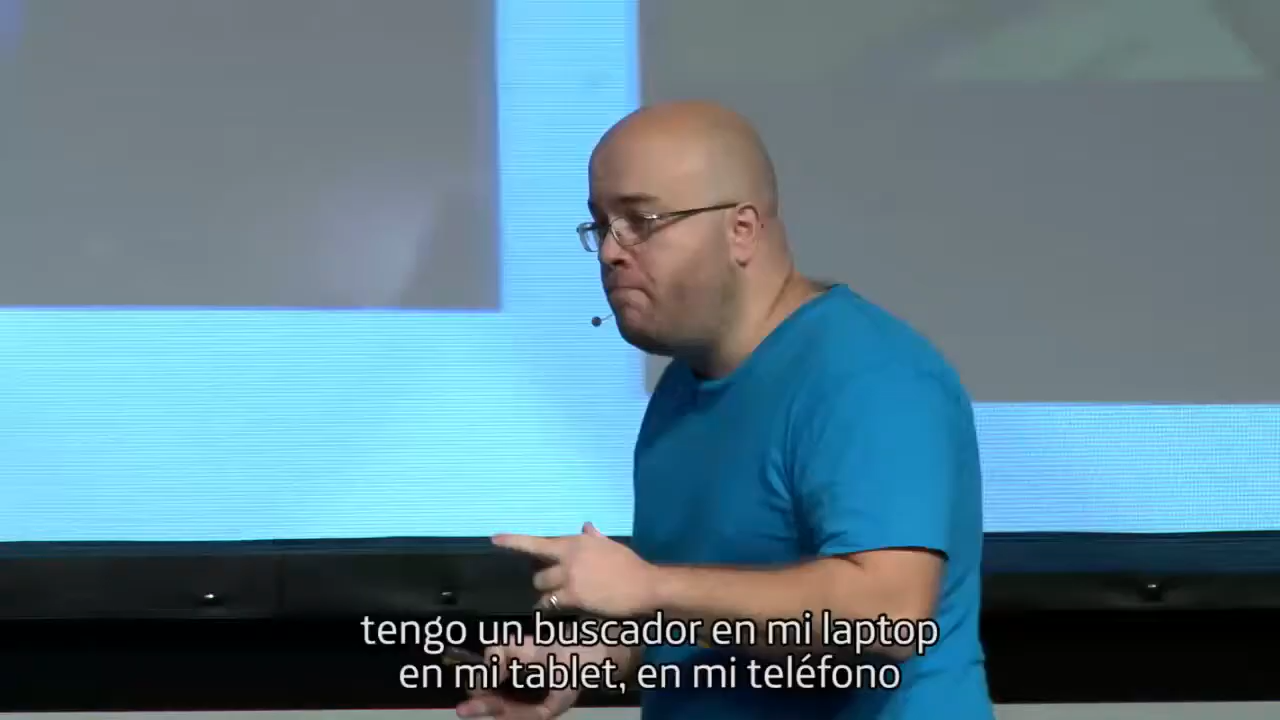 tengo un buscador en mi laptop
en mi tablet, en mi teléfono